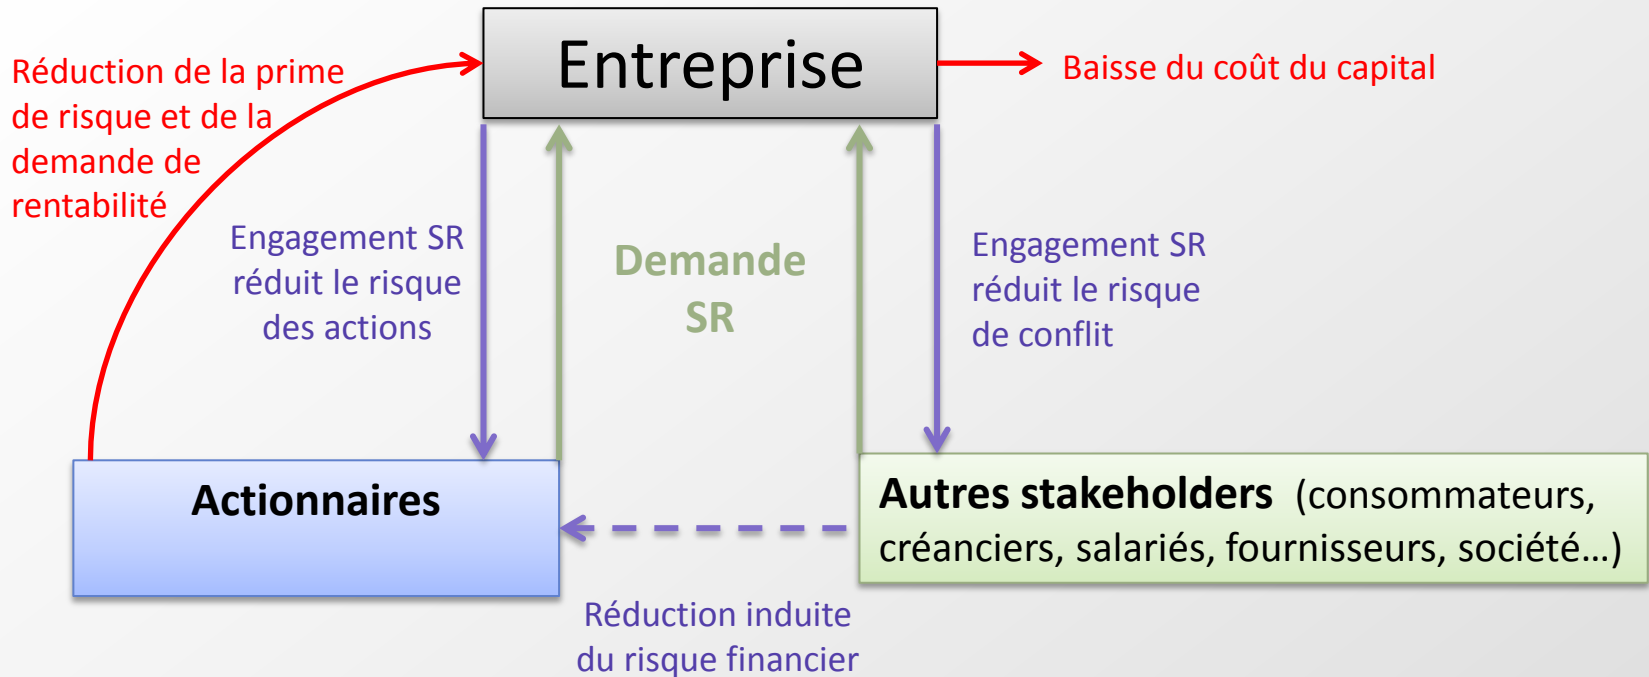 Entreprise
Baisse du coût du capital
Réduction de la prime
de risque et de la
demande de
rentabilité
Engagement SR
réduit le risque
des actions
Demande
SR
Engagement SR
réduit le risque
de conflit
Actionnaires
Autres stakeholders (consommateurs,
créanciers, salariés, fournisseurs, société…)
Réduction induite
du risque financier